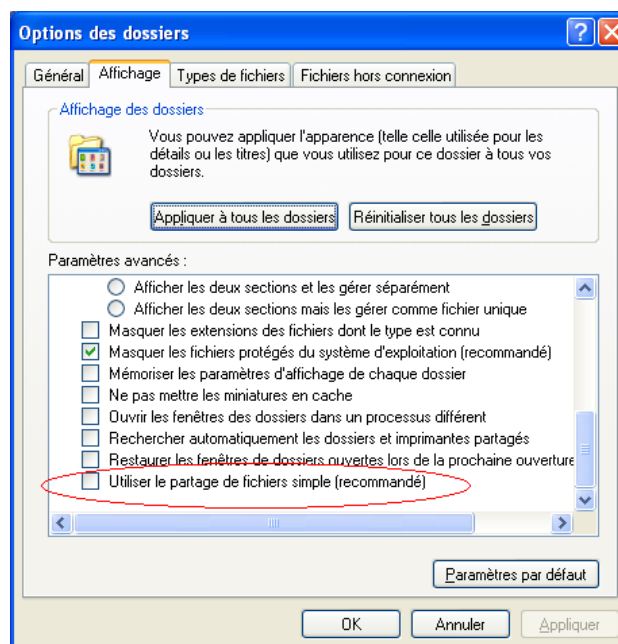 Options des dossiers
Général
Affichage
Types de fichiers
Fichiers hors connexion
Affichage des dossiers
Vous pouvez appliquer l'apparence (telle celle utilisée pour les
détails ou les titres) que vous utilisez pour ce dossier à tous vos
dossiers.
Appliquer à tous les dossiers
Réinitialiser tous les dossiers
Paramètres avancés :
Afficher les deux sections et les gérer séparément
Afficher les deux sections mais les gérer comme fichier unique
Masquer les extensions des fichiers dont le type est connu
Masquer les fichiers protégés du système d'exploitation (recommandé)
Mémoriser les paramètres d'affichage de chaque dossier
Ne pas mettre les miniatures en cache
Ouvrir les fenêtres des dossiers dans un processus différent
Rechercher automatiquement les dossiers et imprimantes partagés
Restaurer les fenêtres de dossiers ouvertes lors de la prochaine ouverture
Utiliser le partage de fichiers simple (recommandé)
Paramètres par défaut
OK
Annuler
Appliquer